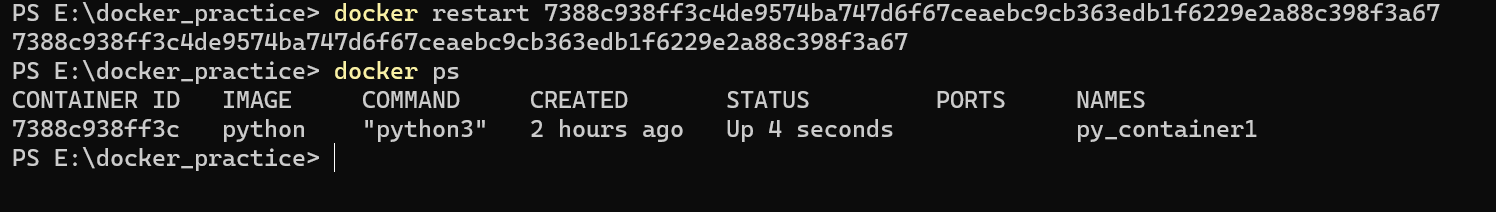 PS E:\docker_practice> docker restart 7388c938ff3c4de9574ba747d6f67ceaebc9cb363edb1f6229e2a88c398f3a67
7388c938ff3c4de9574ba747d6f67ceaebc9cb363edb1f6229e2a88c398f3a67
PS E:\docker_practice> docker ps
CONTAINER ID   IMAGE     COMMAND     CREATED       STATUS         PORTS     NAMES
7388c938ff3c   python    "python3"   2 hours ago   Up 4 seconds             py_container1
PS E:\docker_practice>